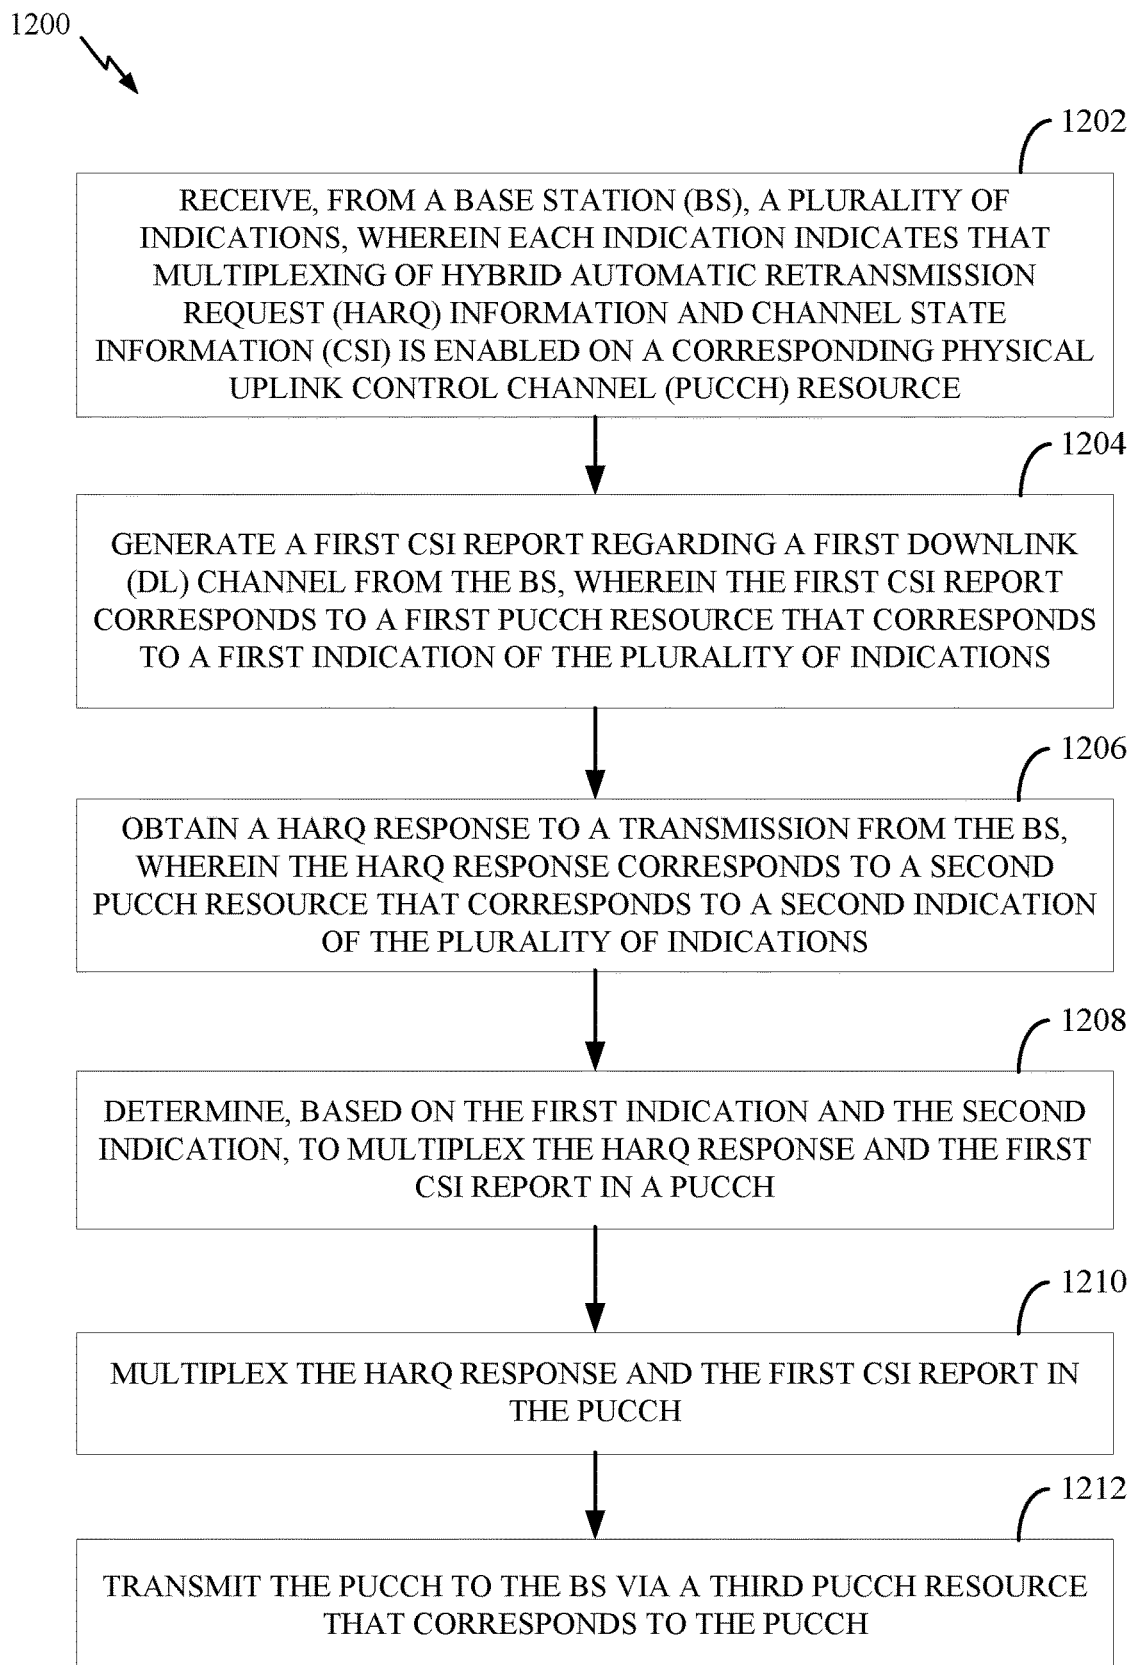 1200
1202
RECEIVE, FROM A BASE STATION (BS), A PLURALITY OF
INDICATIONS, WHEREIN EACH INDICATION INDICATES THAT
MULTIPLEXING OF HYBRID AUTOMATIC RETRANSMISSION
REQUEST (HARQ) INFORMATION AND CHANNEL STATE
INFORMATION (CSI) IS ENABLED ON A CORRESPONDING PHYSICAL
UPLINK CONTROL CHANNEL (PUCCH) RESOURCE
1204
GENERATE A FIRST CSI REPORT REGARDING A FIRST DOWNLINK
(DL) CHANNEL FROM THE BS, WHEREIN THE FIRST CSI REPORT
CORRESPONDS TO A FIRST PUCCH RESOURCE THAT CORRESPONDS
TO A FIRST INDICATION OF THE PLURALITY OF INDICATIONS
1206
OBTAIN A HARQ RESPONSE TO A TRANSMISSION FROM THE BS,
WHEREIN THE HARQ RESPONSE CORRESPONDS TO A SECOND
PUCCH RESOURCE THAT CORRESPONDS TO A SECOND INDICATION
OF THE PLURALITY OF INDICATIONS
1208
DETERMINE, BASED ON THE FIRST INDICATION AND THE SECOND
INDICATION, TO MULTIPLEX THE HARQ RESPONSE AND THE FIRST
CSI REPORT IN A PUCCH
1210
MULTIPLEX THE HARQ RESPONSE AND THE FIRST CSI REPORT IN
THE PUCCH
1212
TRANSMIT THE PUCCH TO THE BS VIA A THIRD PUCCH RESOURCE
THAT CORRESPONDS TO THE PUCCH